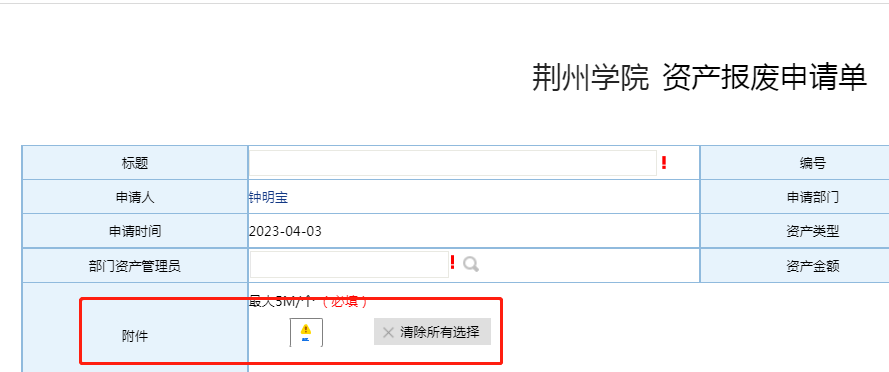 荆州学院 资产报废申请单
标题 ! 编号
申请人 钟明宝 申请部门
申请时间 2023-04-03 资产类型
部门资产管理员 ! 资产金额
最大5M/个（必填）
附件 清除所有选择